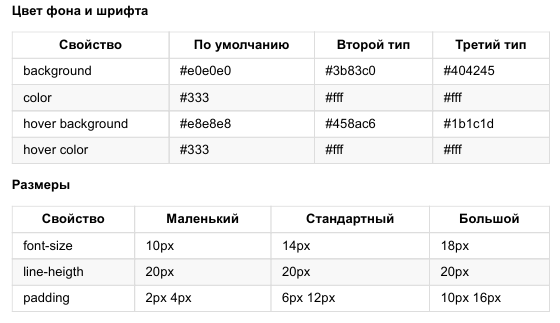 Цвет фона и шрифта
Свойство По умолчанию Второй тип Третий тип
background #e0e0e0 #3b83c0 #404245
color #333 #fff #fff
hover background #e8e8e8 #458ac6 #1b1c1d
hover color #333 #fff #fff
Размеры
Свойство Маленький Стандартный Большой
font-size 10px 14px 18px
line-heigth 20px 20px 20px
padding 2px 4px 6px 12px 10px 16px